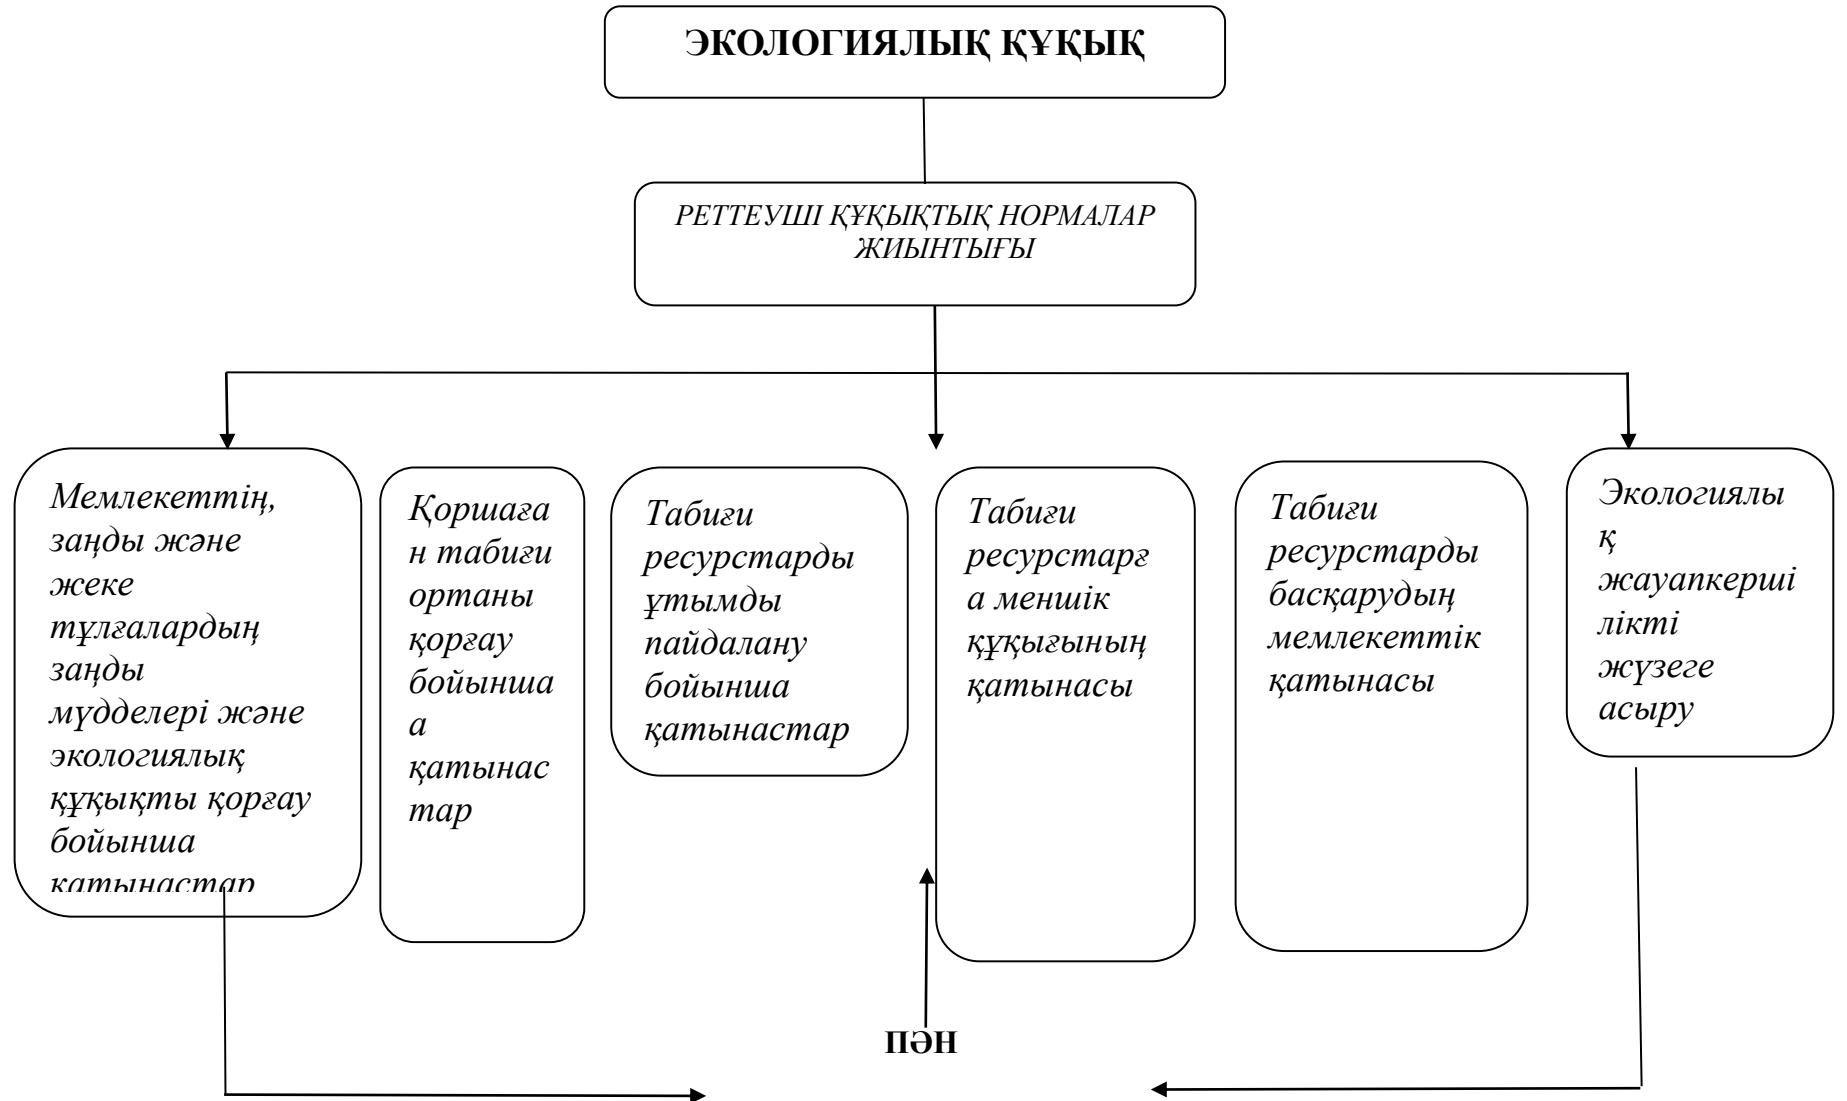 ЭКОЛОГИЯЛЫҚ ҚҰҚЫҚ
РЕТТЕУШІ ҚҰҚЫҚТЫҚ НОРМАЛАР
ЖИЫНТЫҒЫ
Мемлекеттің,
заңды және
жеке
тұлғалардың
заңды
мүдделері және
экологиялық
құқықты қорғау
бойынша
қатынастар
Қоршаға
н табиғи
ортаны
қорғау
бойынша
а
қатынас
тар
Табиғи
ресурстарды
ұтымды
пайдалану
бойынша
қатынастар
Табиғи
ресурстарғ
а меншік
құқығының
қатынасы
Табиғи
ресурстарды
басқарудың
мемлекеттік
қатынасы
Экологиялы
қ
жауапкерші
лікті
жүзеге
асыру
ПӘН